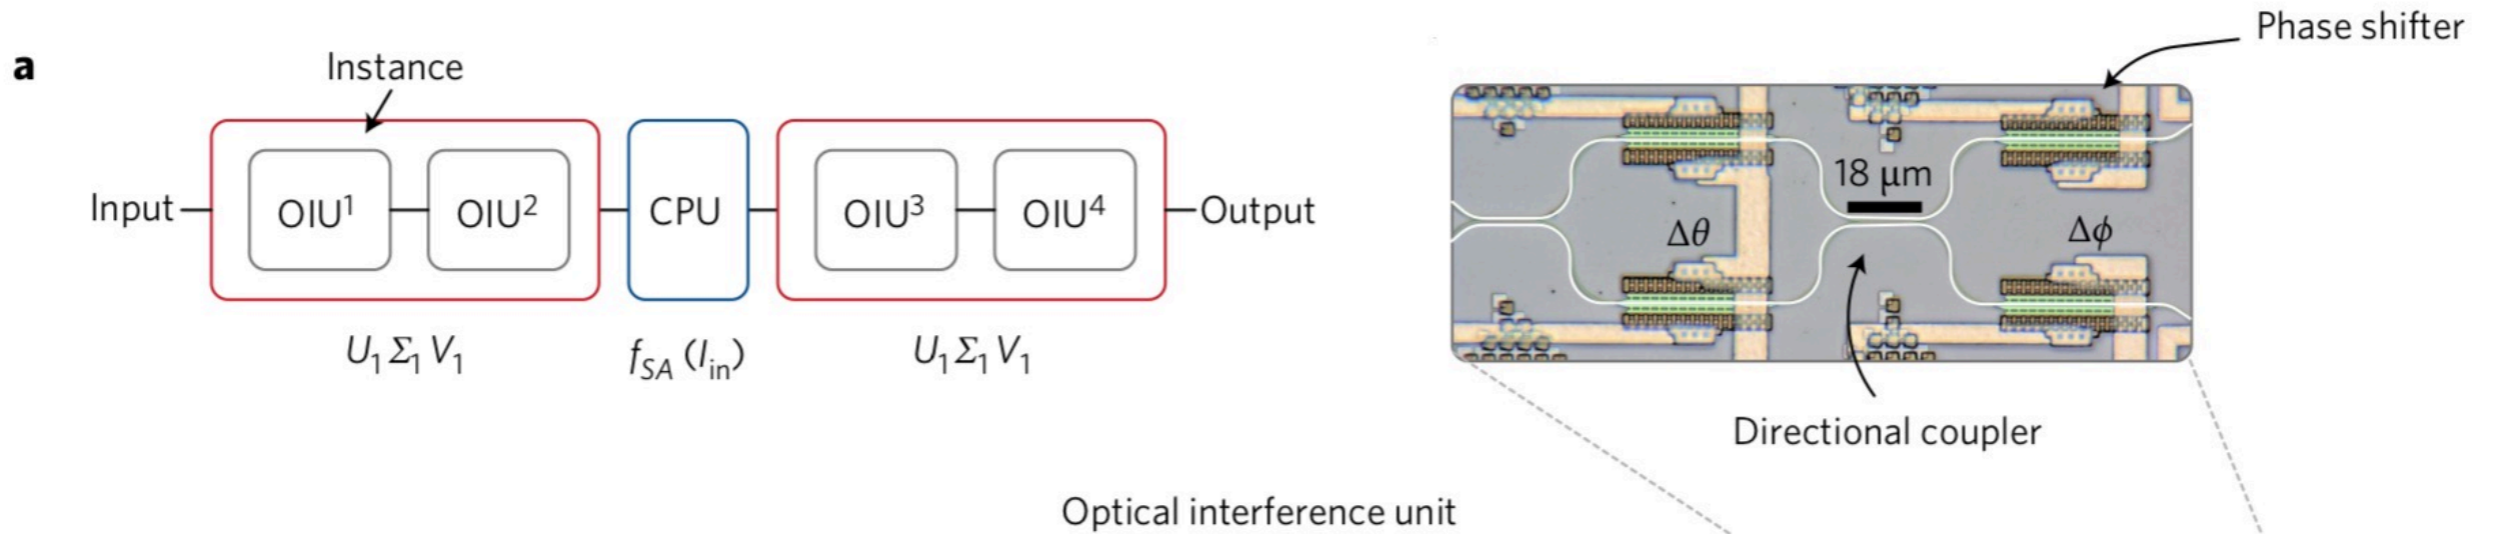 a
Instance
Input
OIU¹
OIU²
CPU
OIU³
OIU⁴
Output
U₁Σ₁V₁
f_SA (I_in)
U₁Σ₁V₁
Phase shifter
18 μm
Δθ
Δϕ
Directional coupler
Optical interference unit